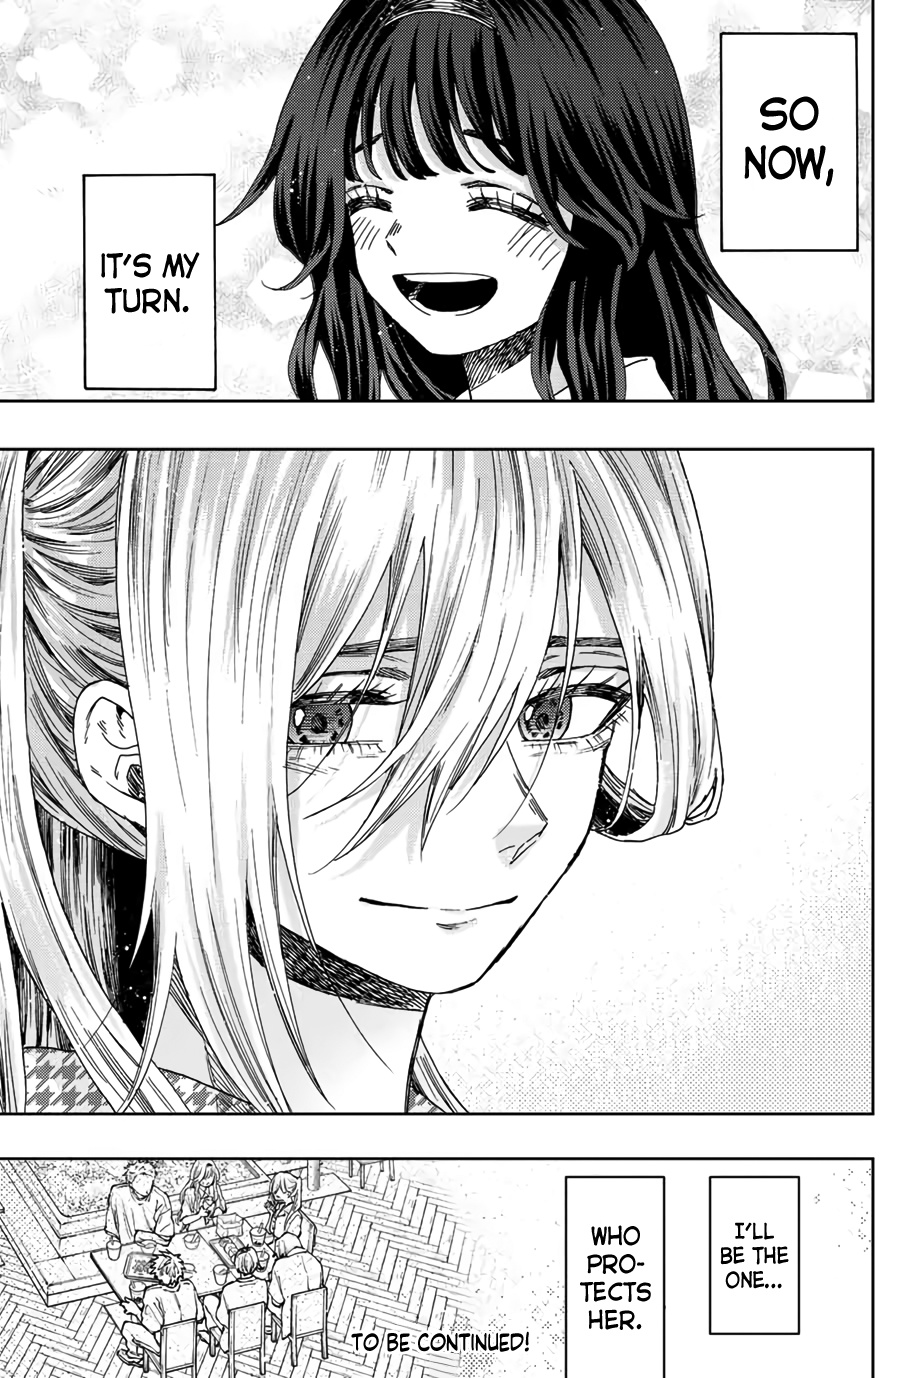 SO
NOW,
IT'S MY
TURN.
I'LL
BE THE
ONE...
WHO
PRO-
TECTS
HER.
TO BE CONTINUED!